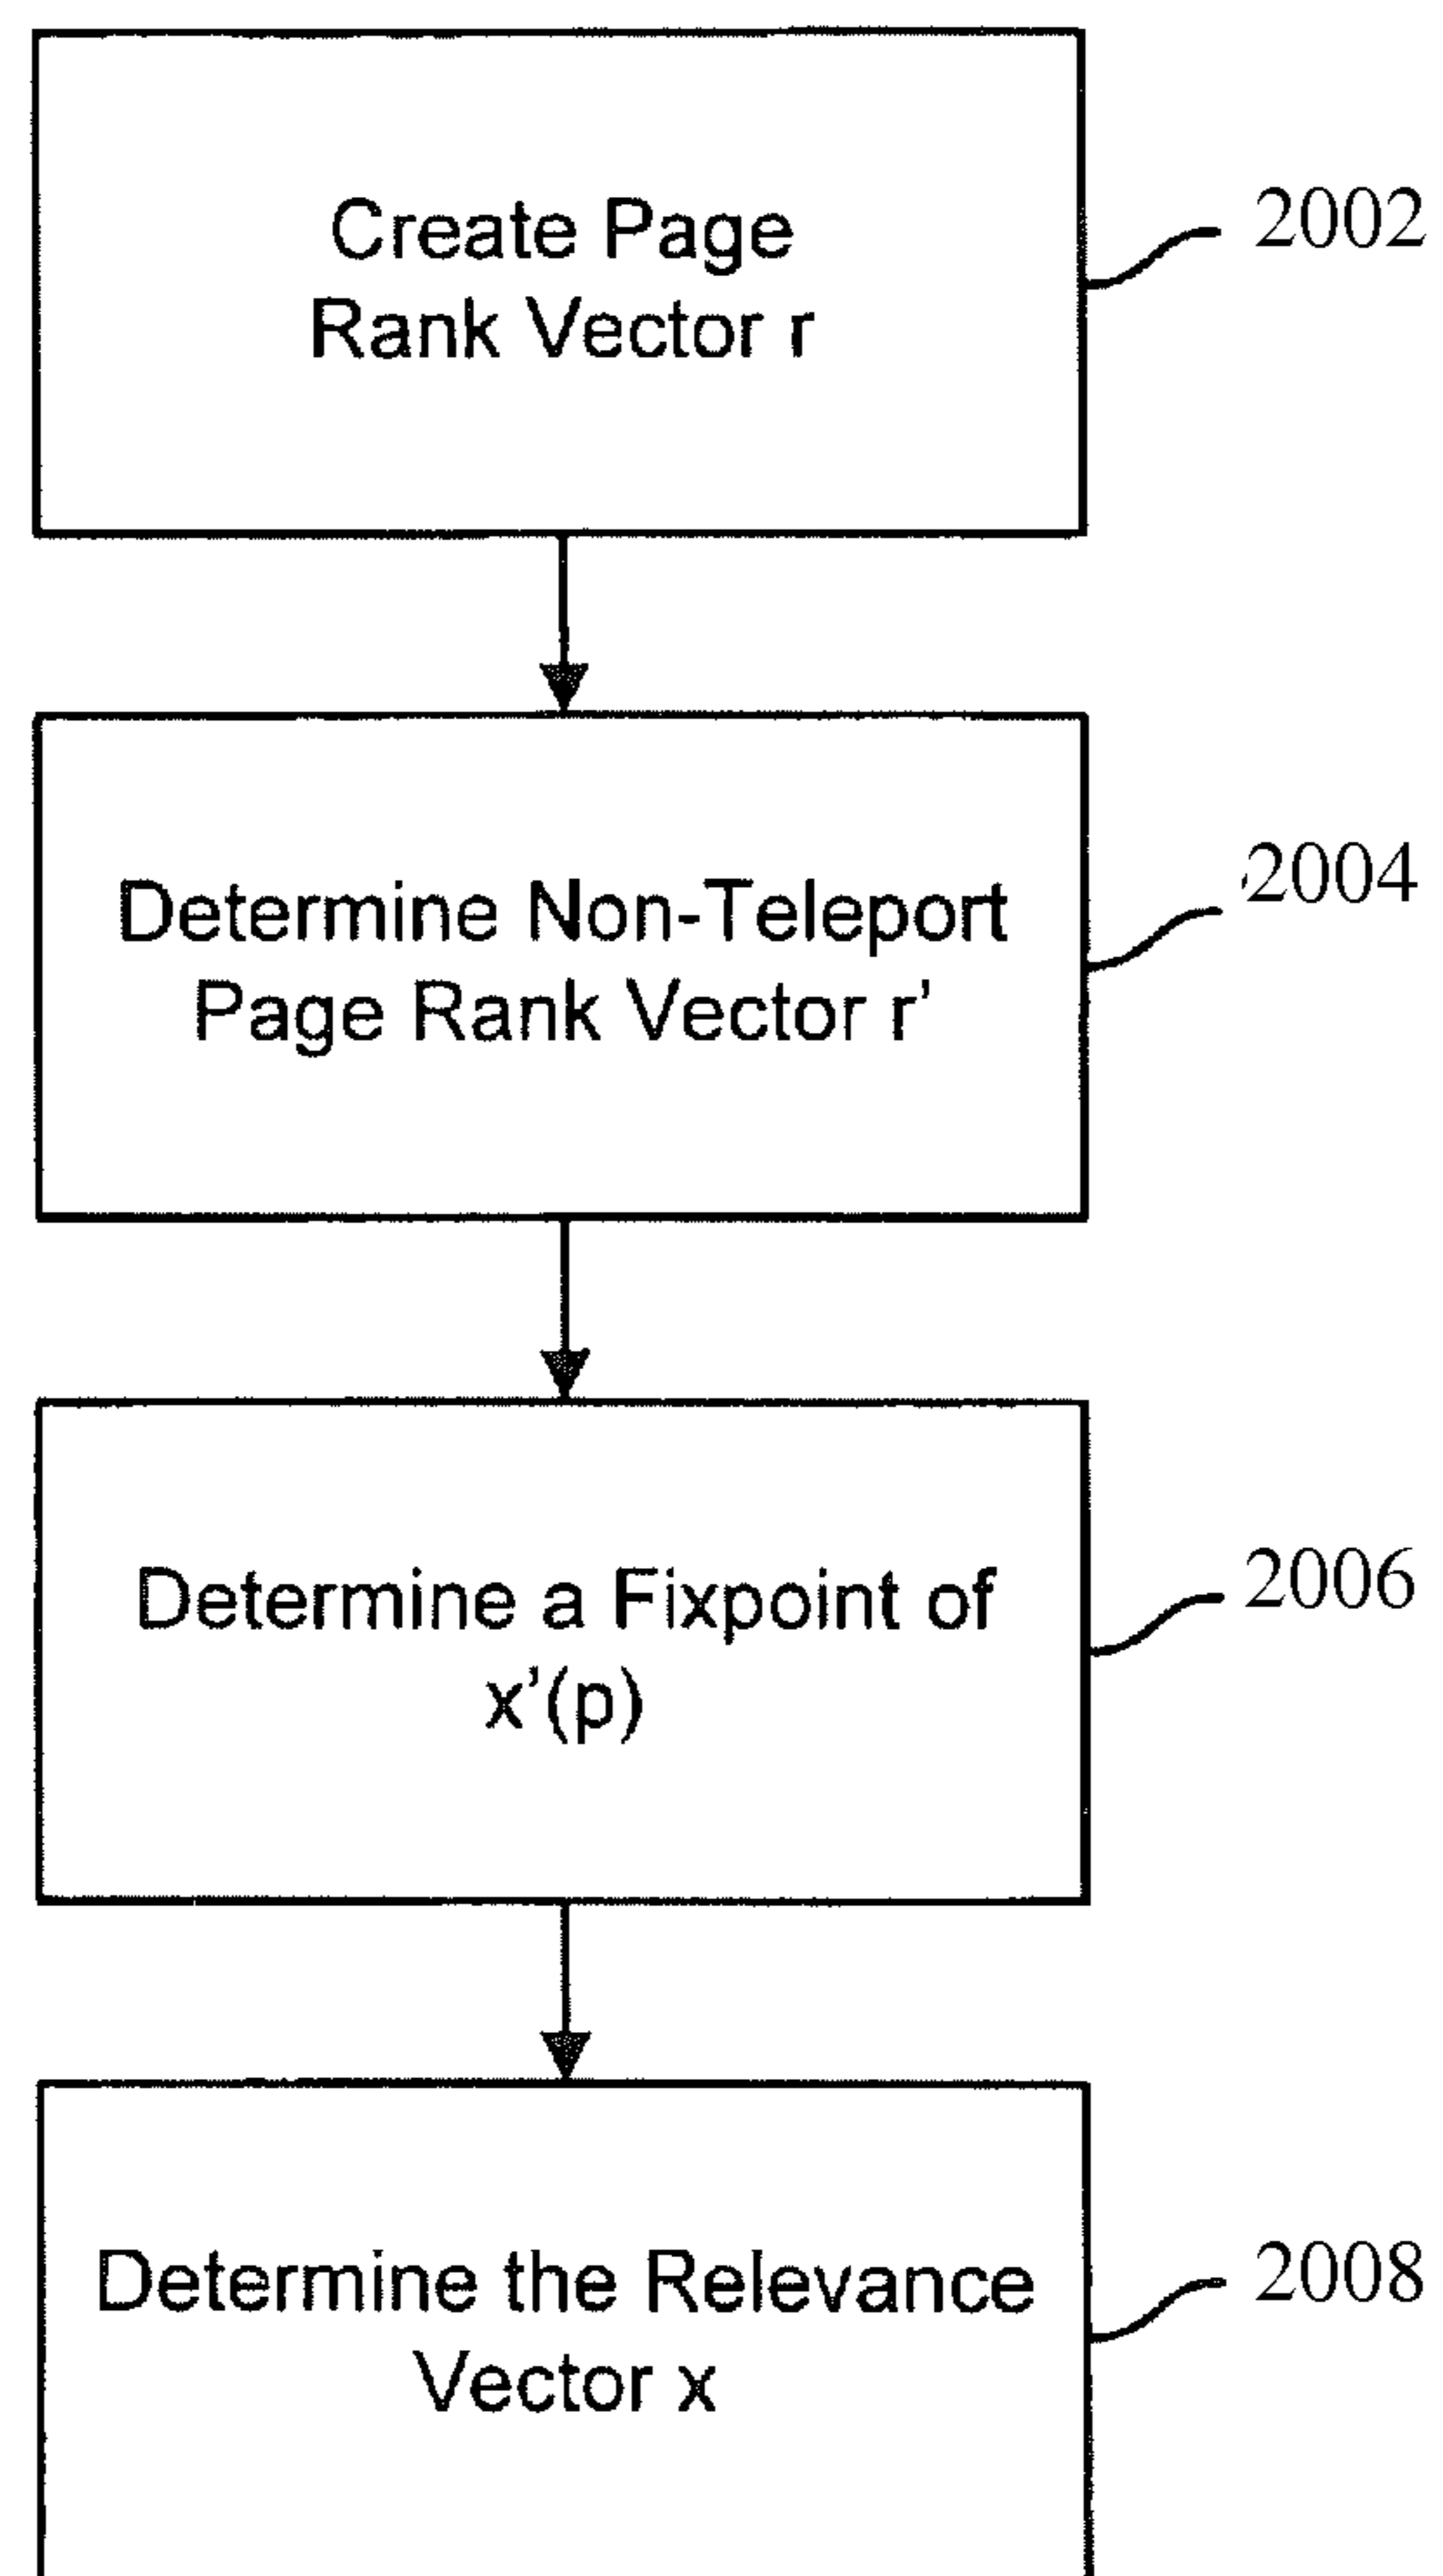 Create Page
Rank Vector r
2002
Determine Non-Teleport
Page Rank Vector r'
2004
Determine a Fixpoint of
x'(p)
2006
Determine the Relevance
Vector x
2008